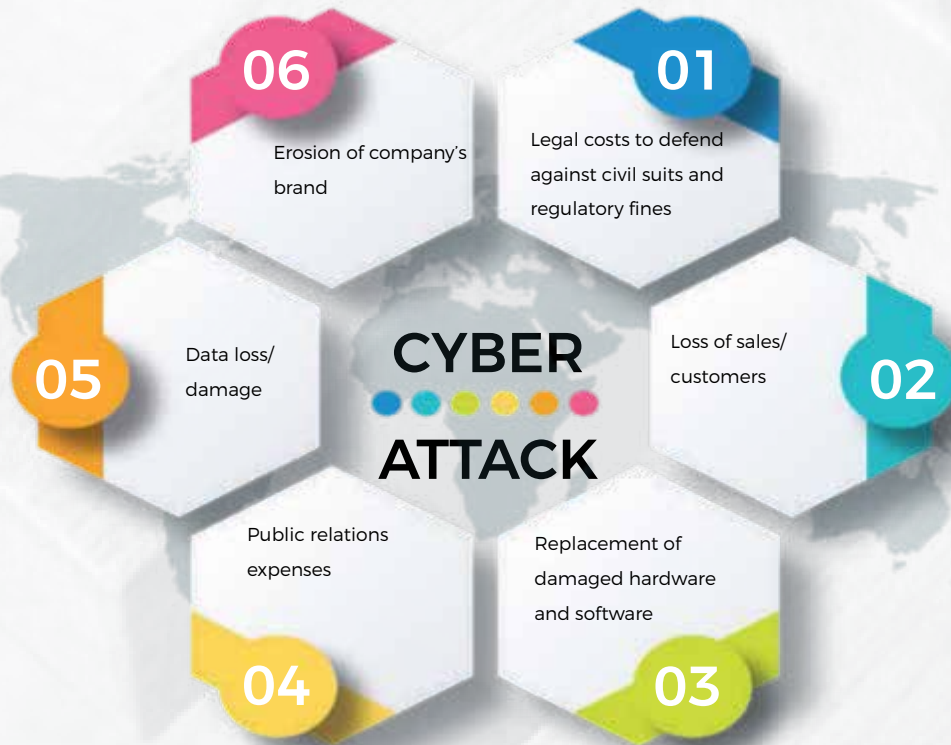 CYBER
ATTACK
01
Legal costs to defend
against civil suits and
regulatory fines
02
Loss of sales/
customers
03
Replacement of
damaged hardware
and software
04
Public relations
expenses
05
Data loss/
damage
06
Erosion of company's
brand